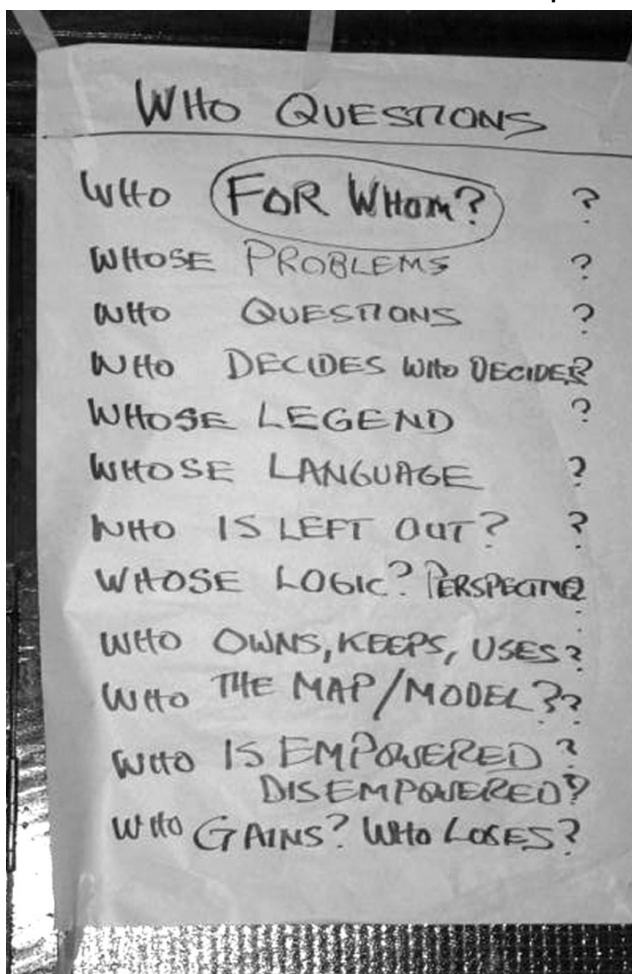 WHO QUESTIONS
WHO FOR WHOM? ?
WHOSE PROBLEMS ?
WHO QUESTIONS ?
WHO DECIDES WHO DECIDES?
WHOSE LEGEND ?
WHOSE LANGUAGE ?
WHO IS LEFT OUT? ?
WHOSE LOGIC? PERSPECTIVE?
WHO OWNS, KEEPS, USES?
WHO THE MAP/MODEL??
WHO IS EMPOWERED ?
DISEMPOWERED?
WHO GAINS? WHO LOSES?